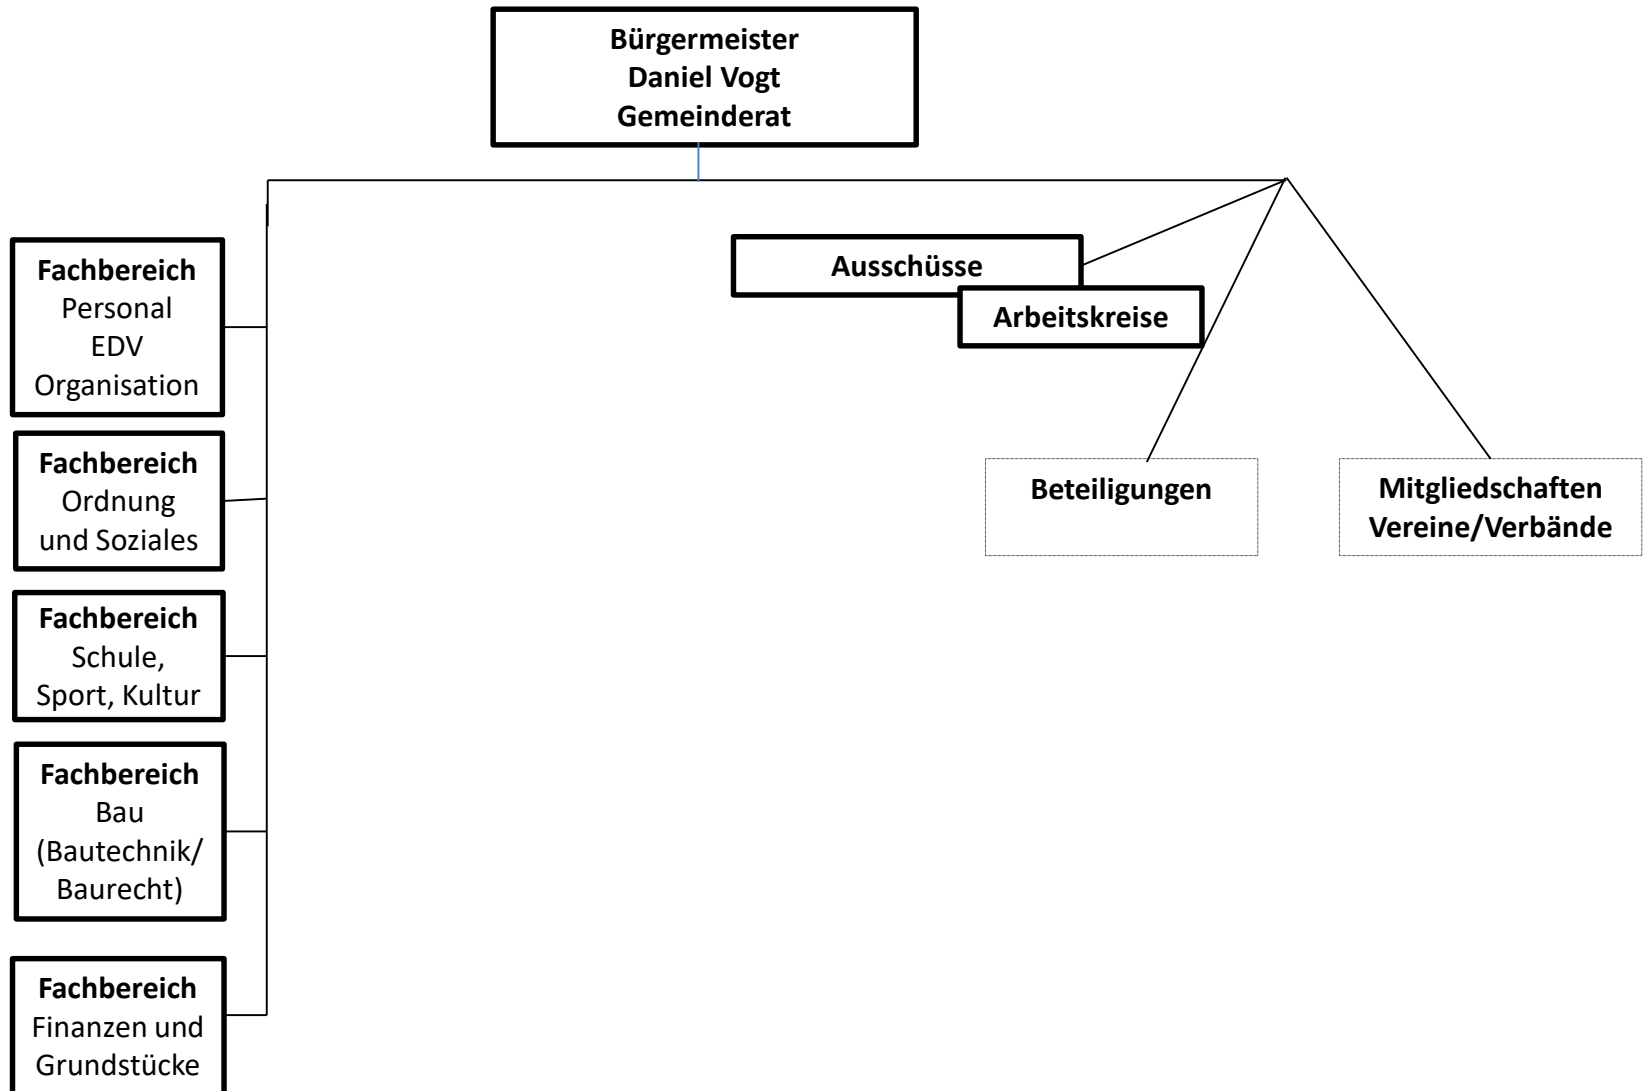 Bürgermeister
Daniel Vogt
Gemeinderat
Fachbereich
Personal
EDV
Organisation
Fachbereich
Ordnung
und Soziales
Fachbereich
Schule,
Sport, Kultur
Fachbereich
Bau
(Bautechnik/
Baurecht)
Fachbereich
Finanzen und
Grundstücke
Ausschüsse
Arbeitskreise
Beteiligungen
Mitgliedschaften
Vereine/Verbände